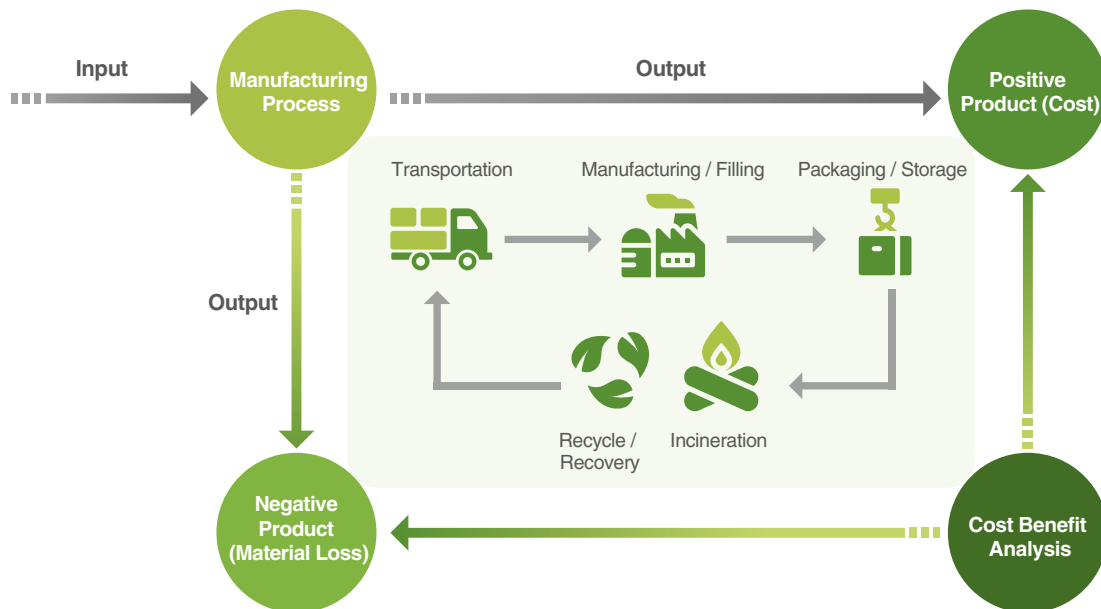 Input
Manufacturing
Process
Output
Positive
Product (Cost)
Transportation
Manufacturing / Filling
Packaging / Storage
Output
Recycle /
Recovery
Incineration
Negative
Product
(Material Loss)
Cost Benefit
Analysis